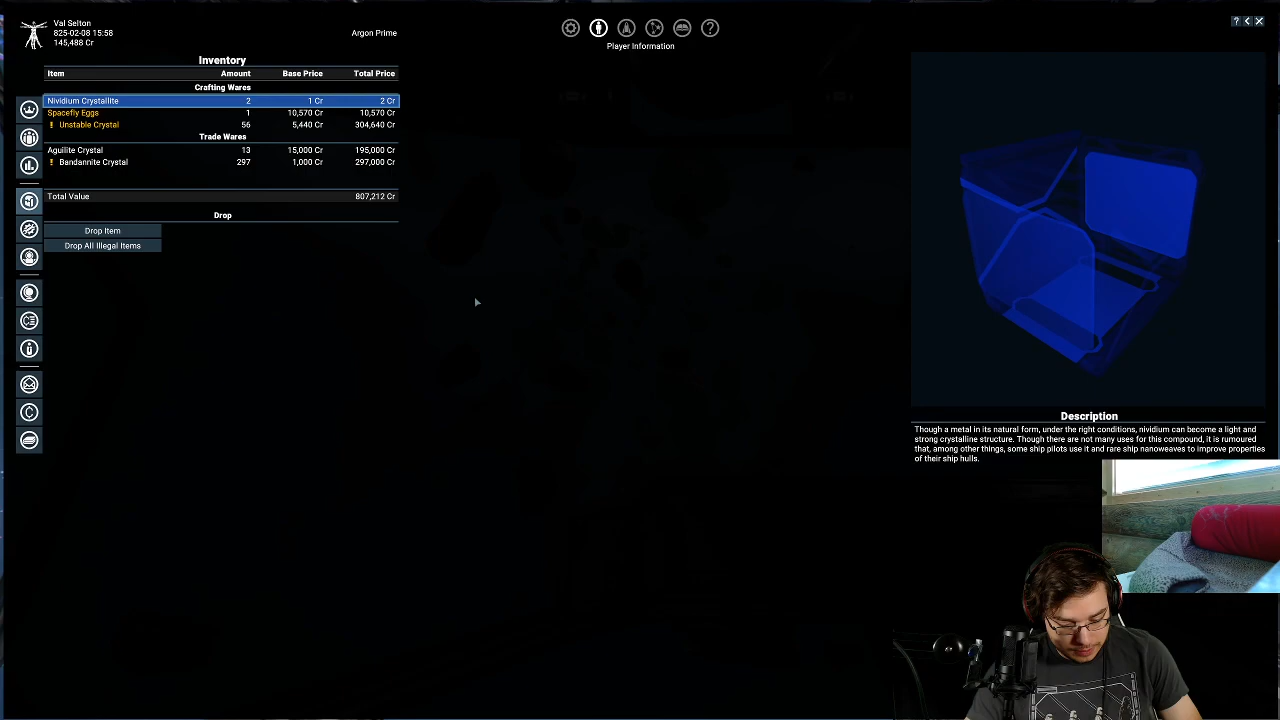 Val Selton
825-02-08 15:58
145,488 Cr
Argon Prime
Player Information
Inventory
Item Amount Base Price Total Price
Crafting Wares
Nividium Crystallite 2 1 Cr 2 Cr
Spacefly Eggs 1 10,570 Cr 10,570 Cr
! Unstable Crystal 56 5,440 Cr 304,640 Cr
Trade Wares
Aguilite Crystal 13 15,000 Cr 195,000 Cr
! Bandannite Crystal 297 1,000 Cr 297,000 Cr
Total Value 807,212 Cr
Drop
Drop Item
Drop All Illegal Items
Description
Though a metal in its natural form, under the right conditions, nividium can become a light and
strong crystalline structure. Though there are not many uses for this compound, it is rumoured
that, among other things, some ship pilots use it and rare ship nanoweaves to improve properties
of their ship hulls.